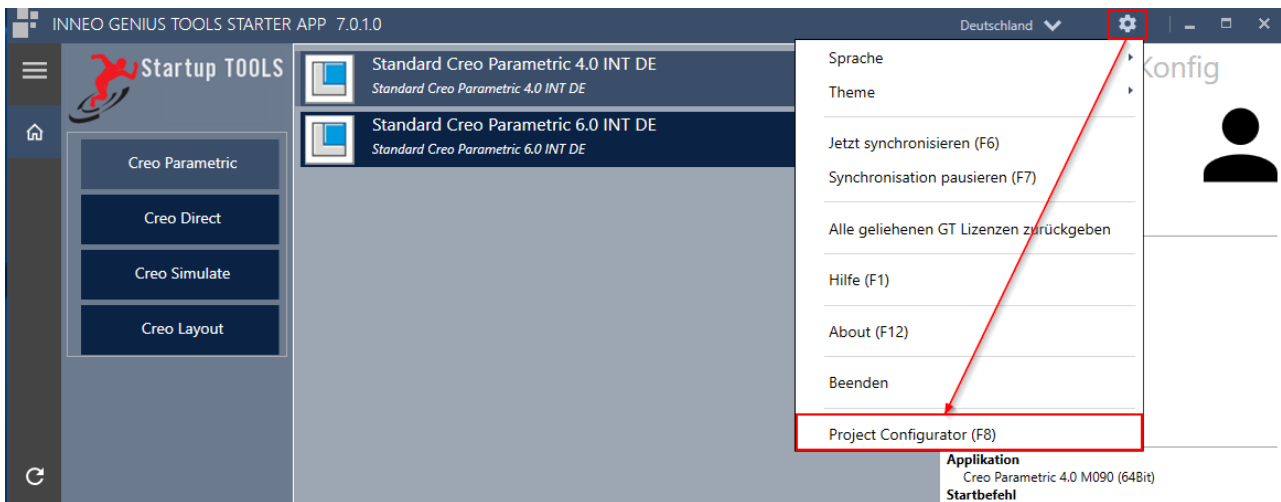 INNEO GENIUS TOOLS STARTER APP 7.0.1.0
Deutschland
Startup TOOLS
Creo Parametric
Creo Direct
Creo Simulate
Creo Layout
Standard Creo Parametric 4.0 INT DE
Standard Creo Parametric 4.0 INT DE
Standard Creo Parametric 6.0 INT DE
Standard Creo Parametric 6.0 INT DE
Sprache
Theme
Jetzt synchronisieren (F6)
Synchronisation pausieren (F7)
Alle geliehenen GT Lizenzen zurückgeben
Hilfe (F1)
About (F12)
Beenden
Project Configurator (F8)
Konfig
Applikation
Creo Parametric 4.0 M090 (64Bit)
Startbefehl